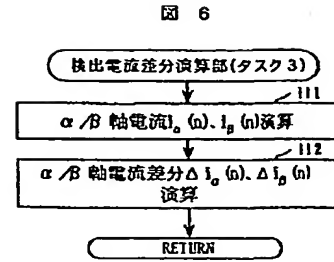 図 6
検出電流差分演算部(タスク3)
111
α/β 軸電流iα(n)、iβ(n)演算
112
α/β 軸電流差分Δiα(n)、Δiβ(n)
演算
RETURN